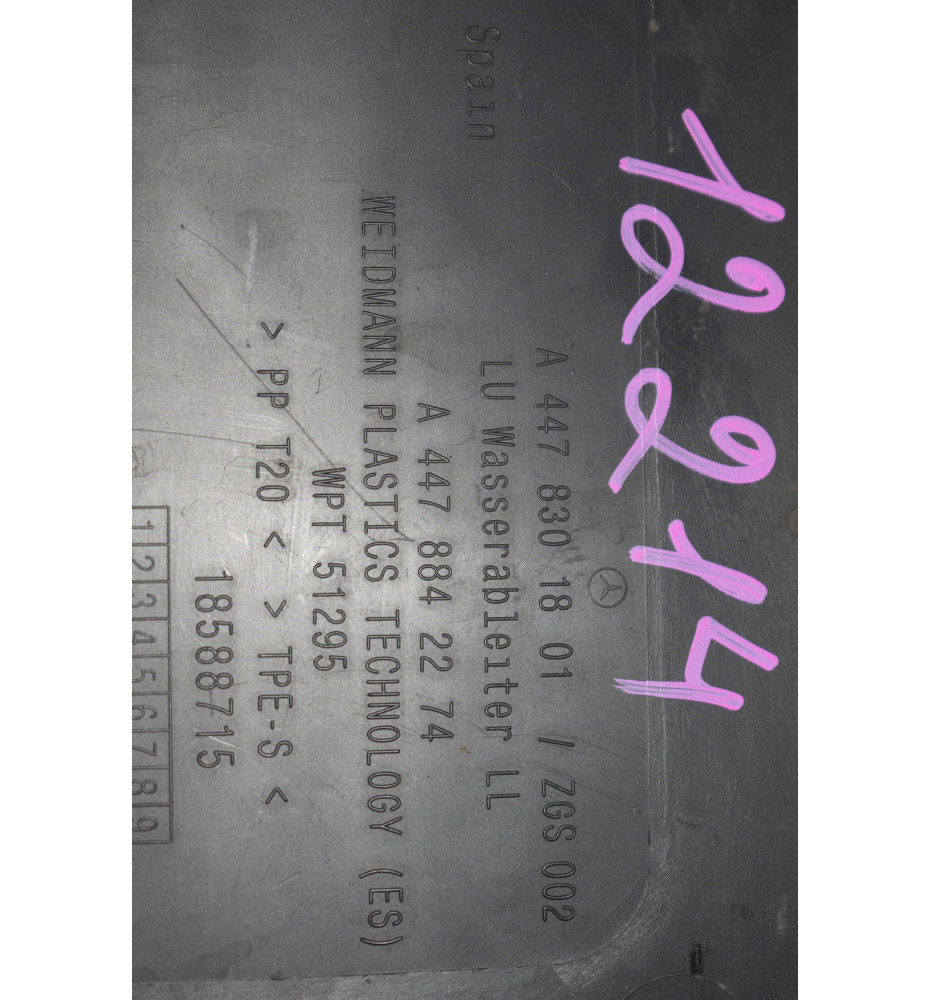 12214
A 447 830 18 01 / ZGS 002
LU Wasserableiter LL
Spain
A 447 884 22 74
WEIDMANN PLASTICS TECHNOLOGY (ES)
WPT 51295
> PP T20 < > TPE-S <
18588715
1 2 3 4 5 6 7 8 9